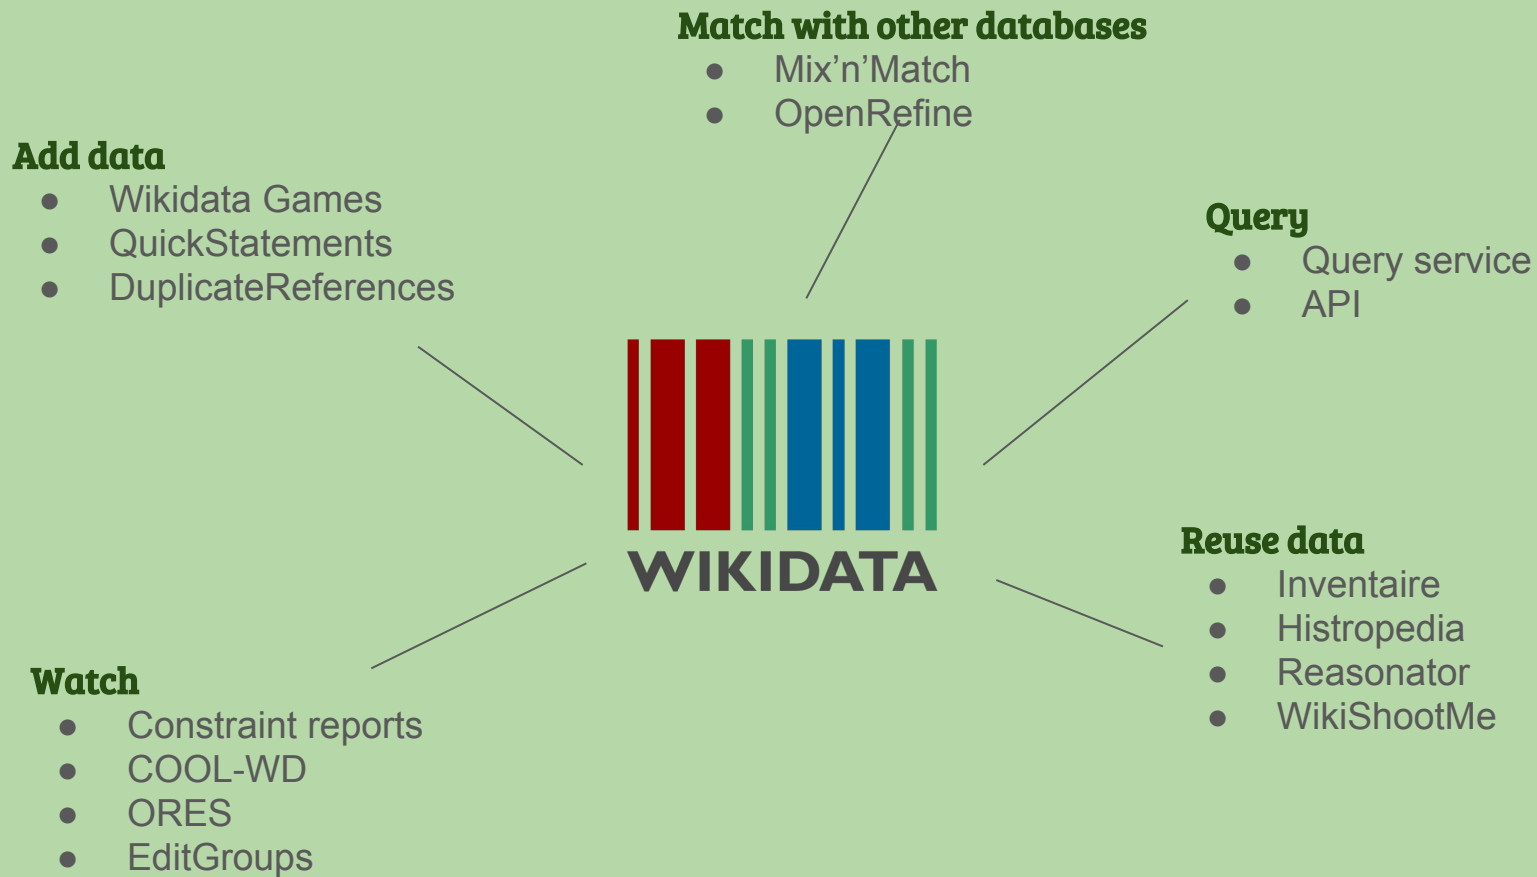 Match with other databases
● Mix’n’Match
● OpenRefine
Add data
● Wikidata Games
● QuickStatements
● DuplicateReferences
Query
● Query service
● API
WIKIDATA
Reuse data
● Inventaire
● Histropedia
● Reasonator
● WikiShootMe
Watch
● Constraint reports
● COOL-WD
● ORES
● EditGroups